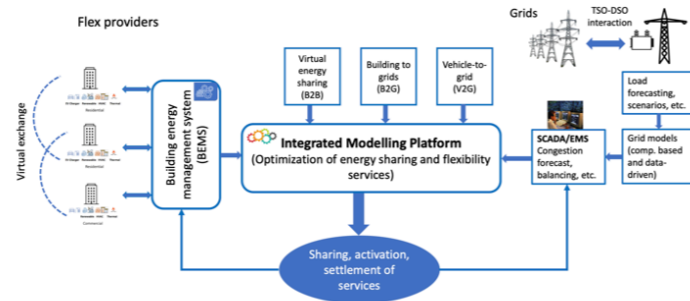 Flex providers
Grids
TSO-DSO
interaction
Virtual exchange
Residential
Residential
Commercial
Building energy
management system
(BEMS)
Virtual
energy
sharing
(B2B)
Building to
grids
(B2G)
Vehicle-to-
grid
(V2G)
Integrated Modelling Platform
(Optimization of energy sharing and flexibility
services)
SCADA/EMS
Congestion
forecast,
balancing, etc.
Load
forecasting,
scenarios, etc.
Grid models
(comp. based
and data-
driven)
Sharing, activation,
settlement of
services